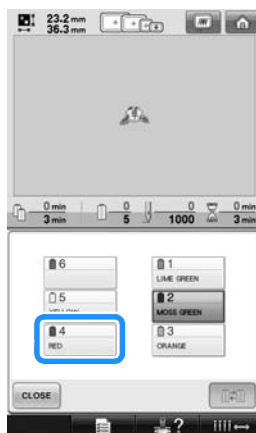 23.2 mm
36.3 mm
0 min
3 min
0
5
0
1000
0 min
3 min
6
1
LIME GREEN
5
YELLOW
2
MOSS GREEN
4
RED
3
ORANGE
CLOSE
?